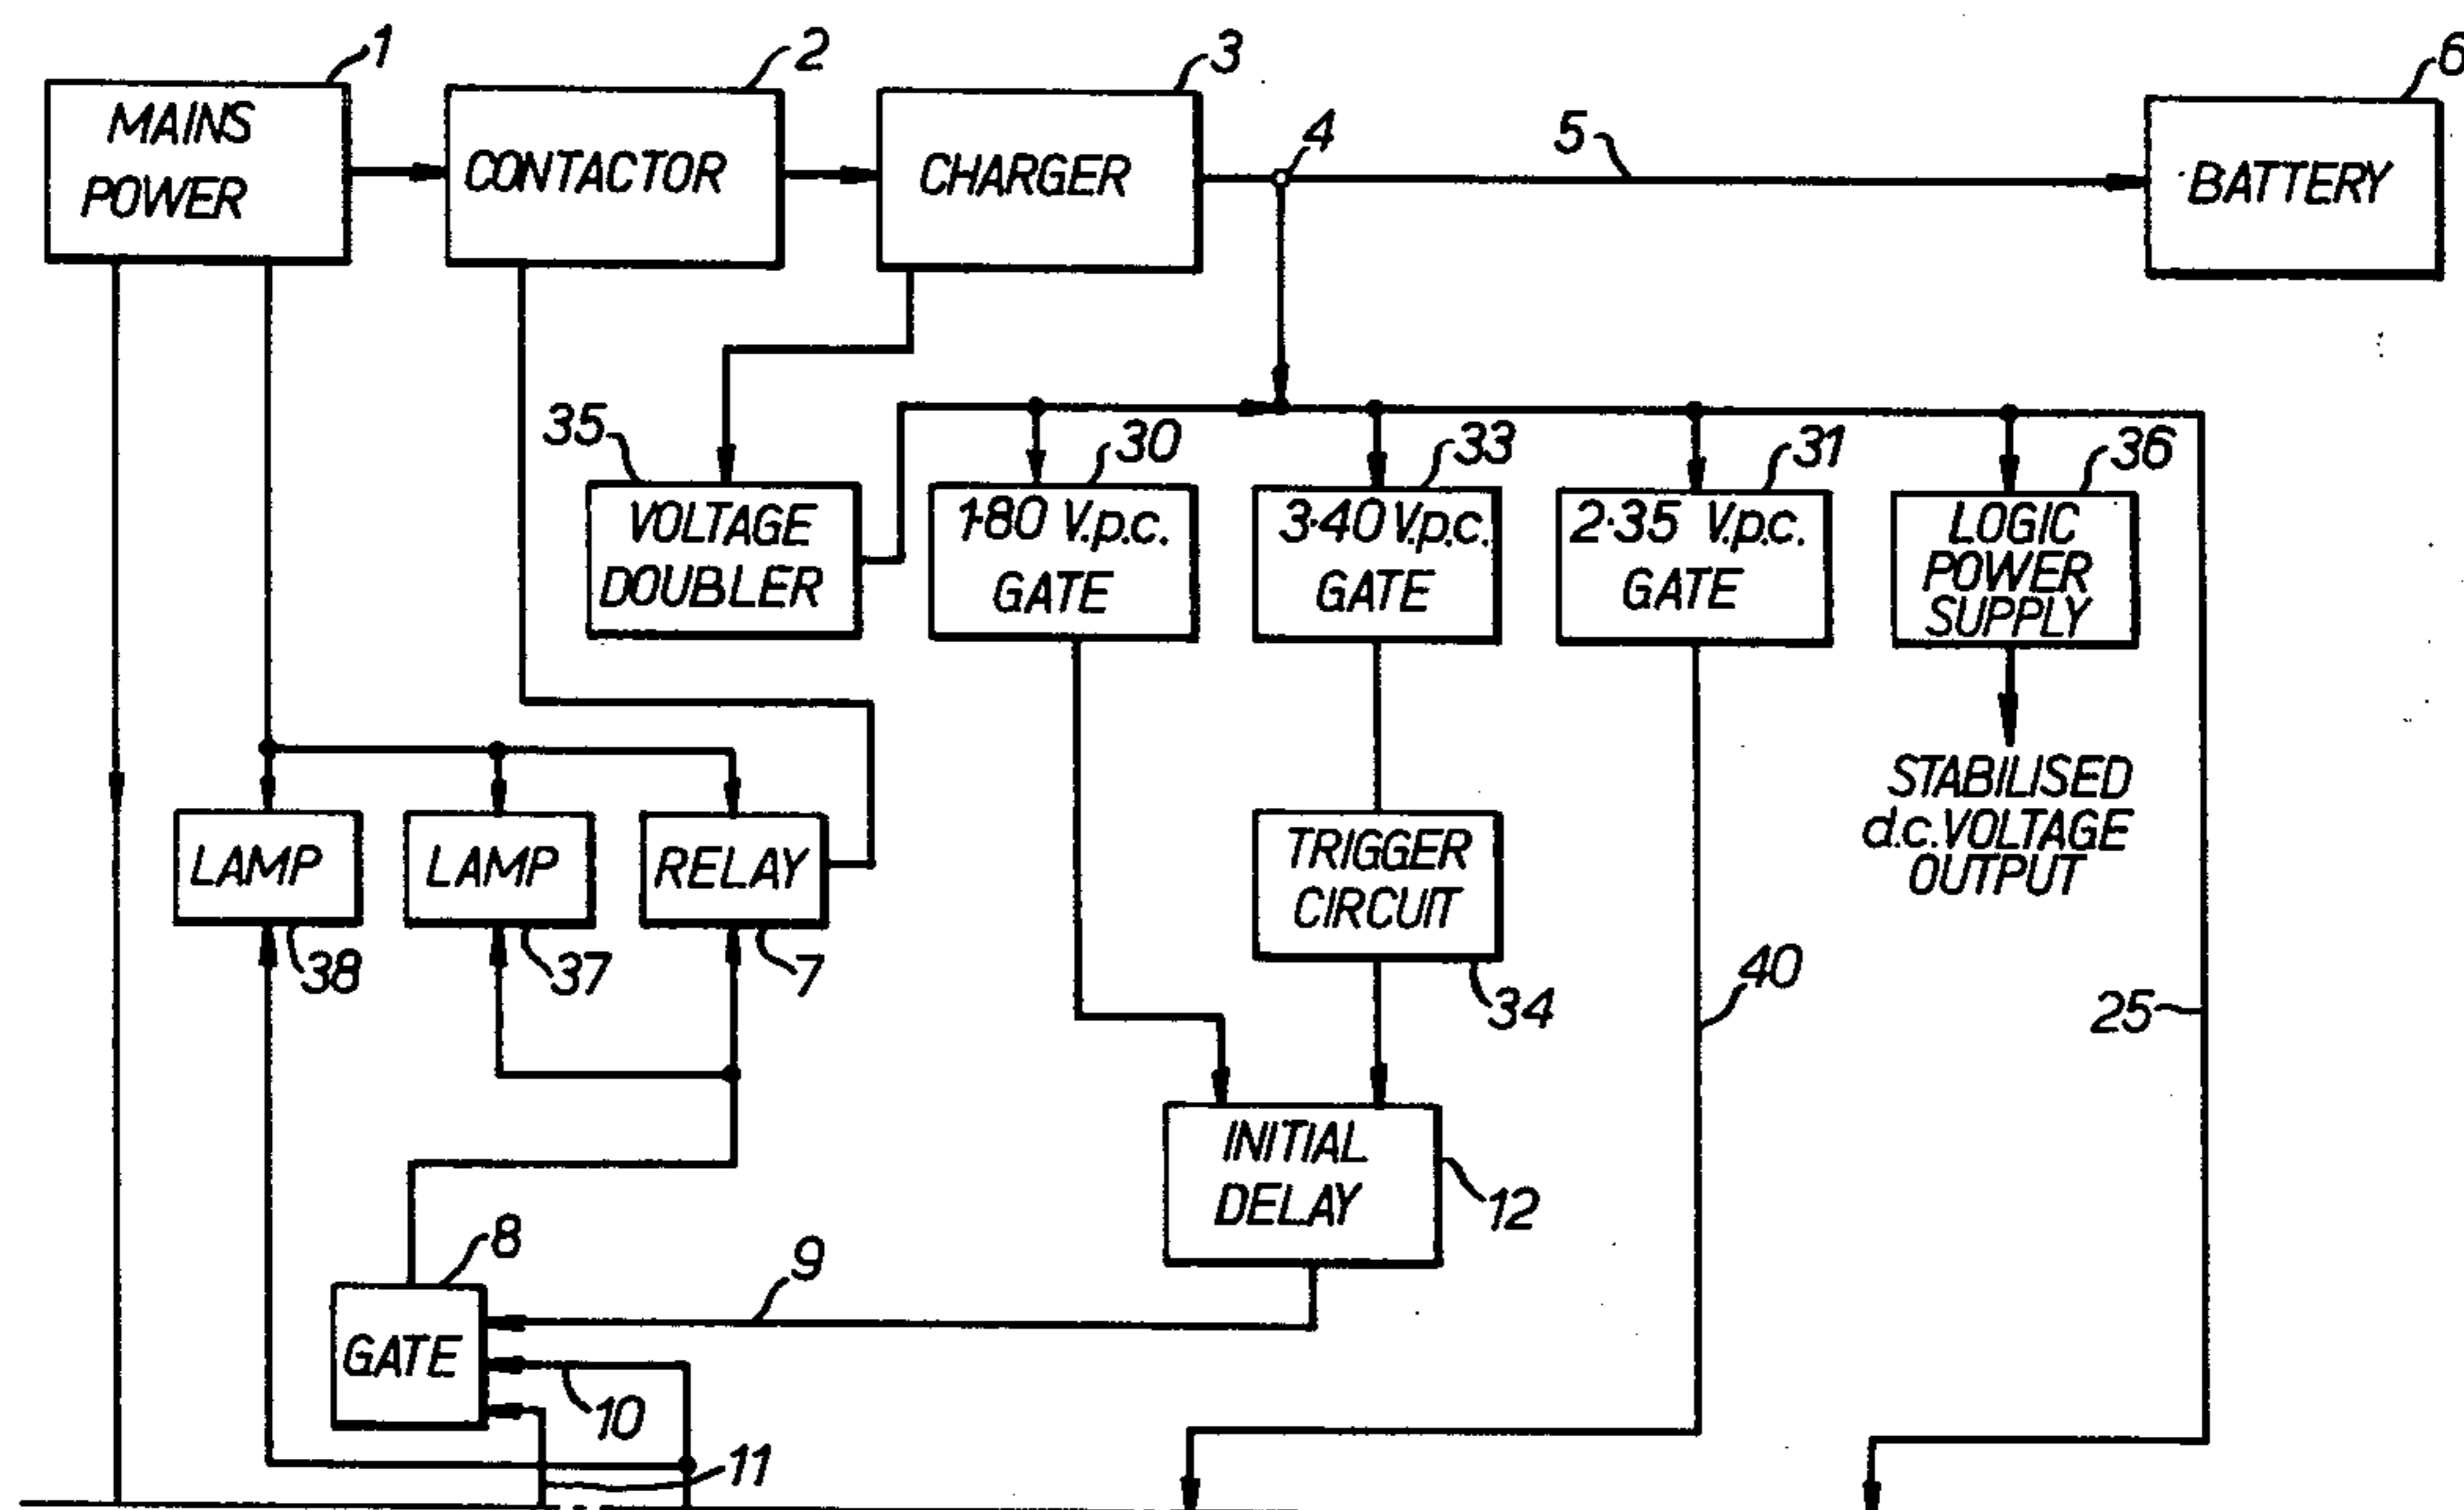 1
2
3
4
5
6
MAINS
POWER
CONTACTOR
CHARGER
BATTERY
35
30
33
31
36
VOLTAGE
DOUBLER
1·80 V.p.c.
GATE
3·40 V.p.c.
GATE
2·35 V.p.c.
GATE
LOGIC
POWER
SUPPLY
STABILISED
d.c. VOLTAGE
OUTPUT
LAMP
LAMP
RELAY
TRIGGER
CIRCUIT
38
37
7
34
40
25
INITIAL
DELAY
12
8
9
GATE
10
11